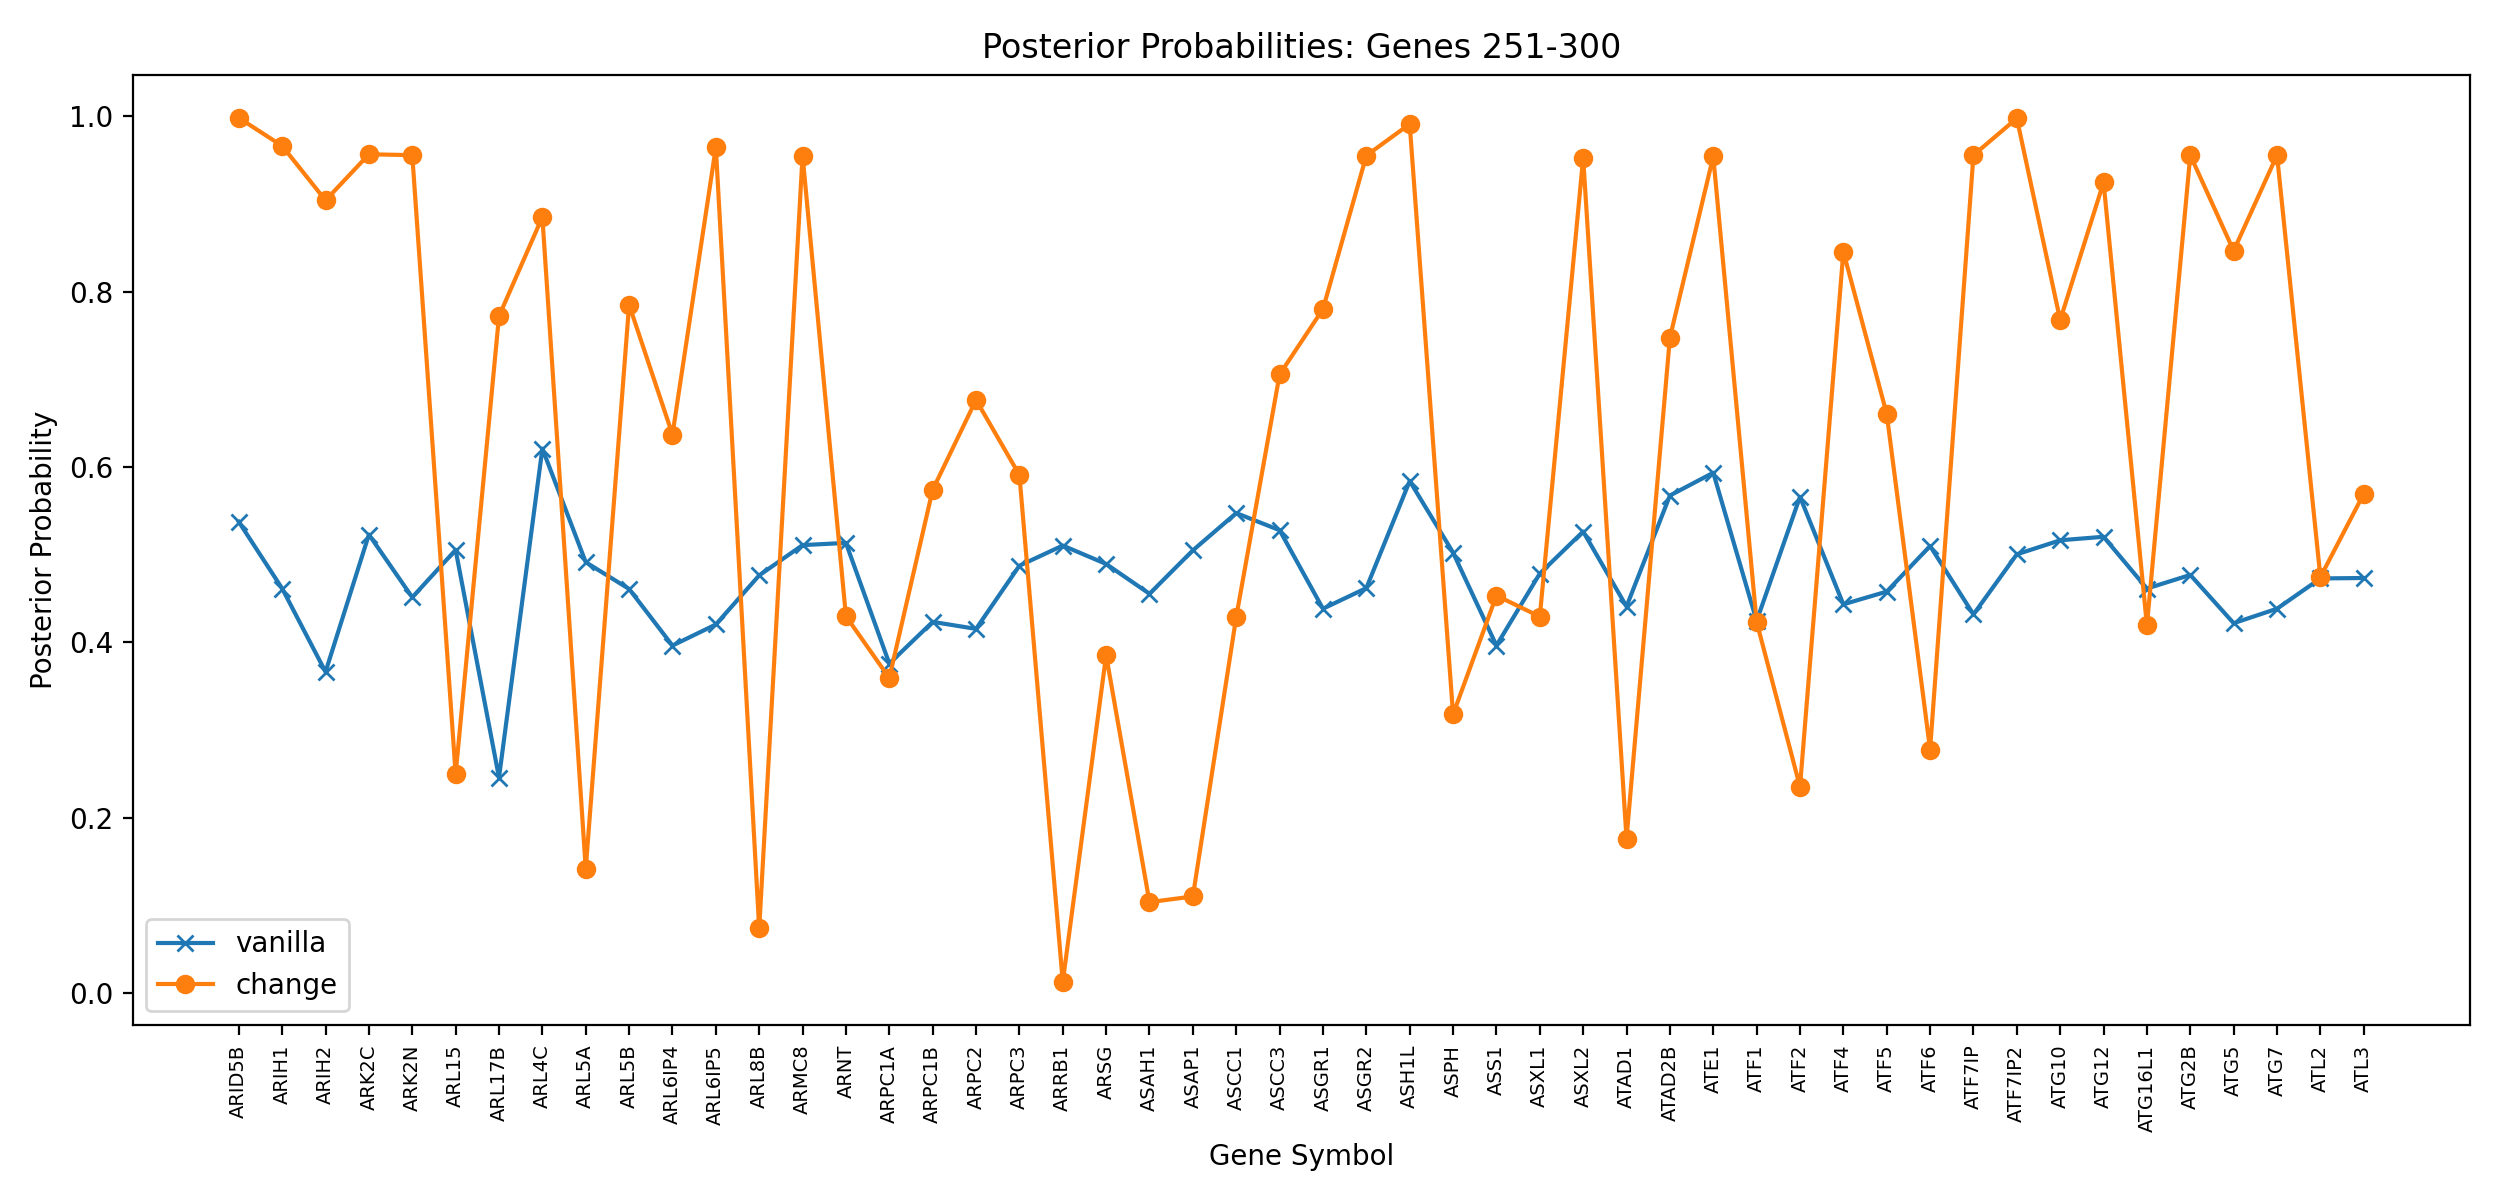 Posterior Probabilities: Genes 251-300
Posterior Probability
1.0
0.8
0.6
0.4
0.2
0.0
vanilla
change
ARID5B
ARIH1
ARIH2
ARK2C
ARK2N
ARL15
ARL17B
ARL4C
ARL5A
ARL5B
ARL6IP4
ARL6IP5
ARL8B
ARMC8
ARNT
ARPC1A
ARPC1B
ARPC2
ARPC3
ARRB1
ARSG
ASAH1
ASAP1
ASCC1
ASCC3
ASGR1
ASGR2
ASH1L
ASPH
ASS1
ASXL1
ASXL2
ATAD1
ATAD2B
ATE1
ATF1
ATF2
ATF4
ATF5
ATF6
ATF7IP
ATF7IP2
ATG10
ATG12
ATG16L1
ATG2B
ATG5
ATG7
ATL2
ATL3
Gene Symbol